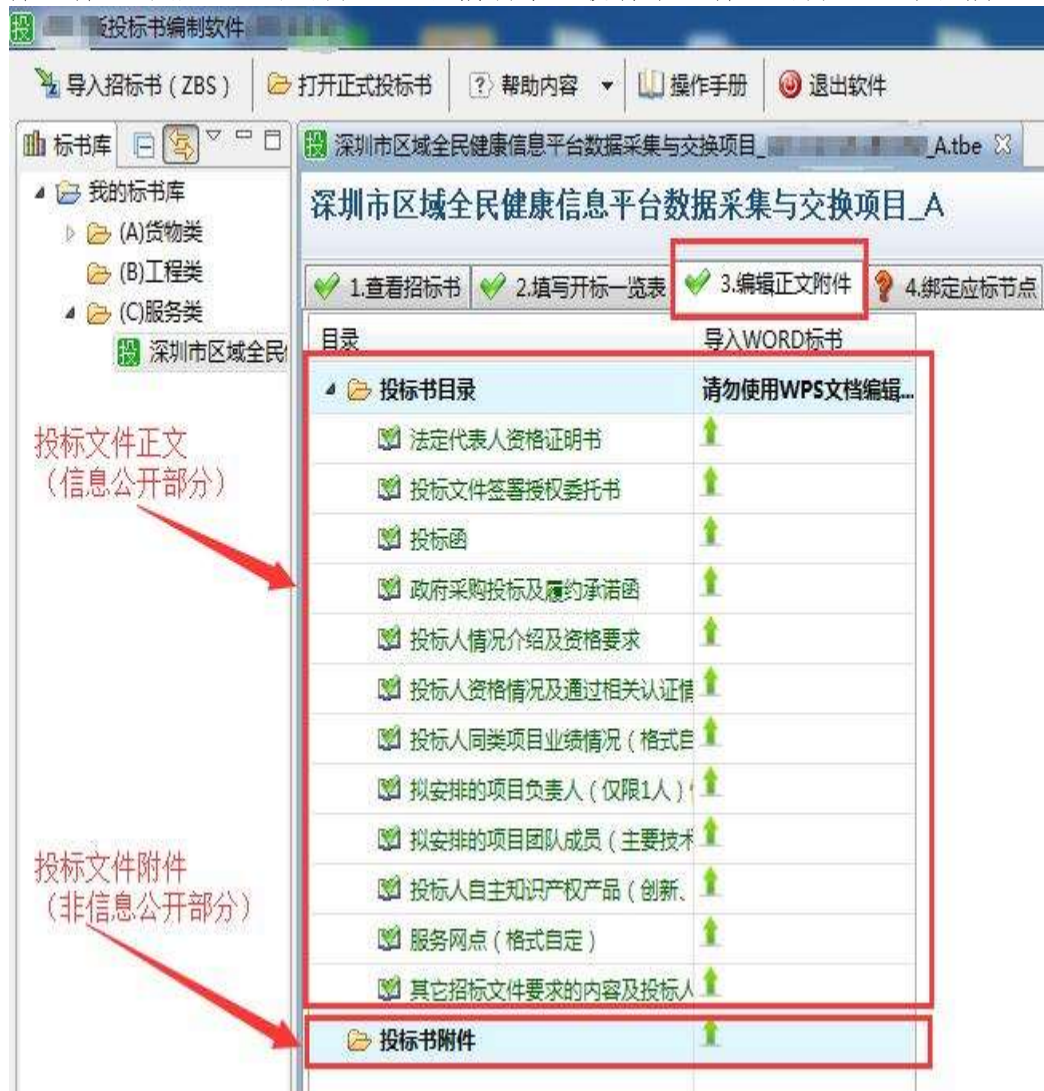 投标书编制软件
导入招标书（ZBS）
打开正式投标书
帮助内容
操作手册
退出软件
标书库
深圳市区域全民健康信息平台数据采集与交换项目_
_A.tbe
我的标书库
(A)货物类
(B)工程类
(C)服务类
深圳市区域全民
深圳市区域全民健康信息平台数据采集与交换项目_A
1.查看招标书
2.填写开标一览表
3.编辑正文附件
4.绑定应标节点
目录
导入WORD标书
投标书目录
请勿使用WPS文档编辑...
法定代表人资格证明书
投标文件签署授权委托书
投标函
政府采购投标及履约承诺函
投标人情况介绍及资格要求
投标人资格情况及通过相关认证情
投标人同类项目业绩情况（格式自
拟安排的项目负责人（仅限1人）
拟安排的项目团队成员（主要技术
投标人自主知识产权产品（创新、
服务网点（格式自定）
其它招标文件要求的内容及投标人
投标书附件
投标文件正文
（信息公开部分）
投标文件附件
（非信息公开部分）